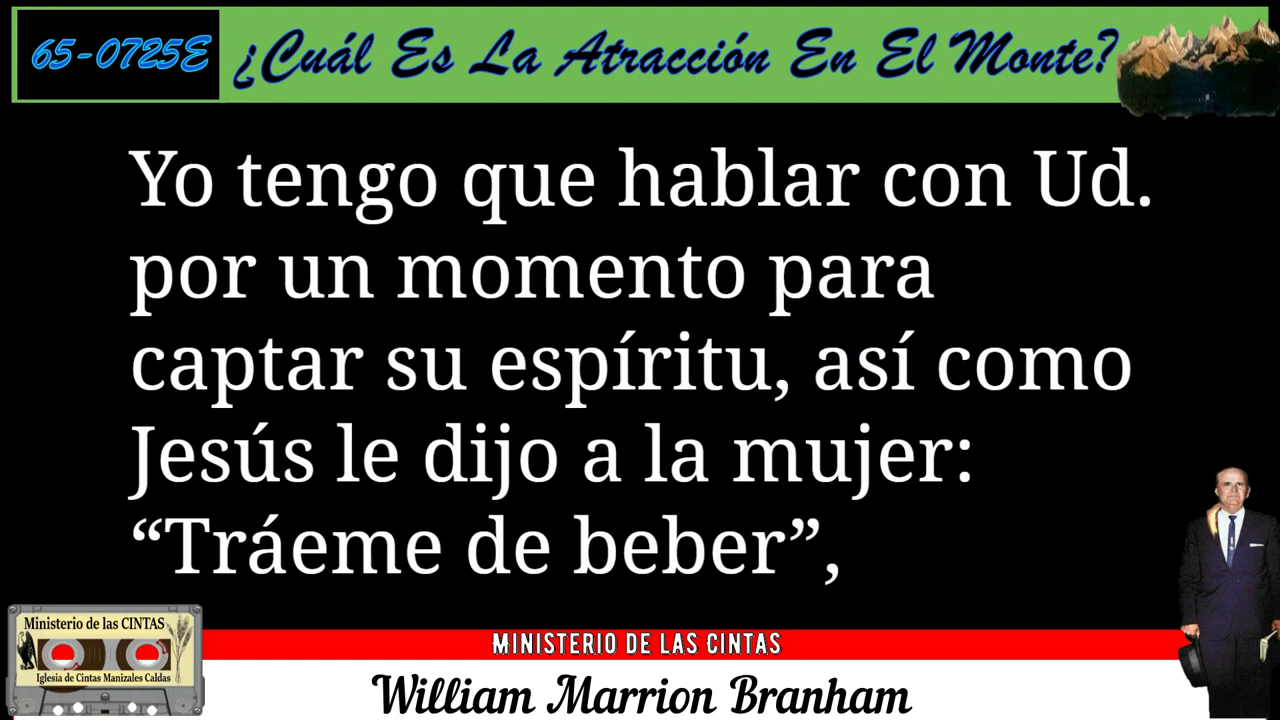 65-0725E ¿Cuál Es La Atracción En El Monte?
Yo tengo que hablar con Ud.
por un momento para
captar su espíritu, así como
Jesús le dijo a la mujer:
“Tráeme de beber”,
Ministerio de las CINTAS
Iglesia de Cintas Manizales Caldas
MINISTERIO DE LAS CINTAS
William Marrion Branham